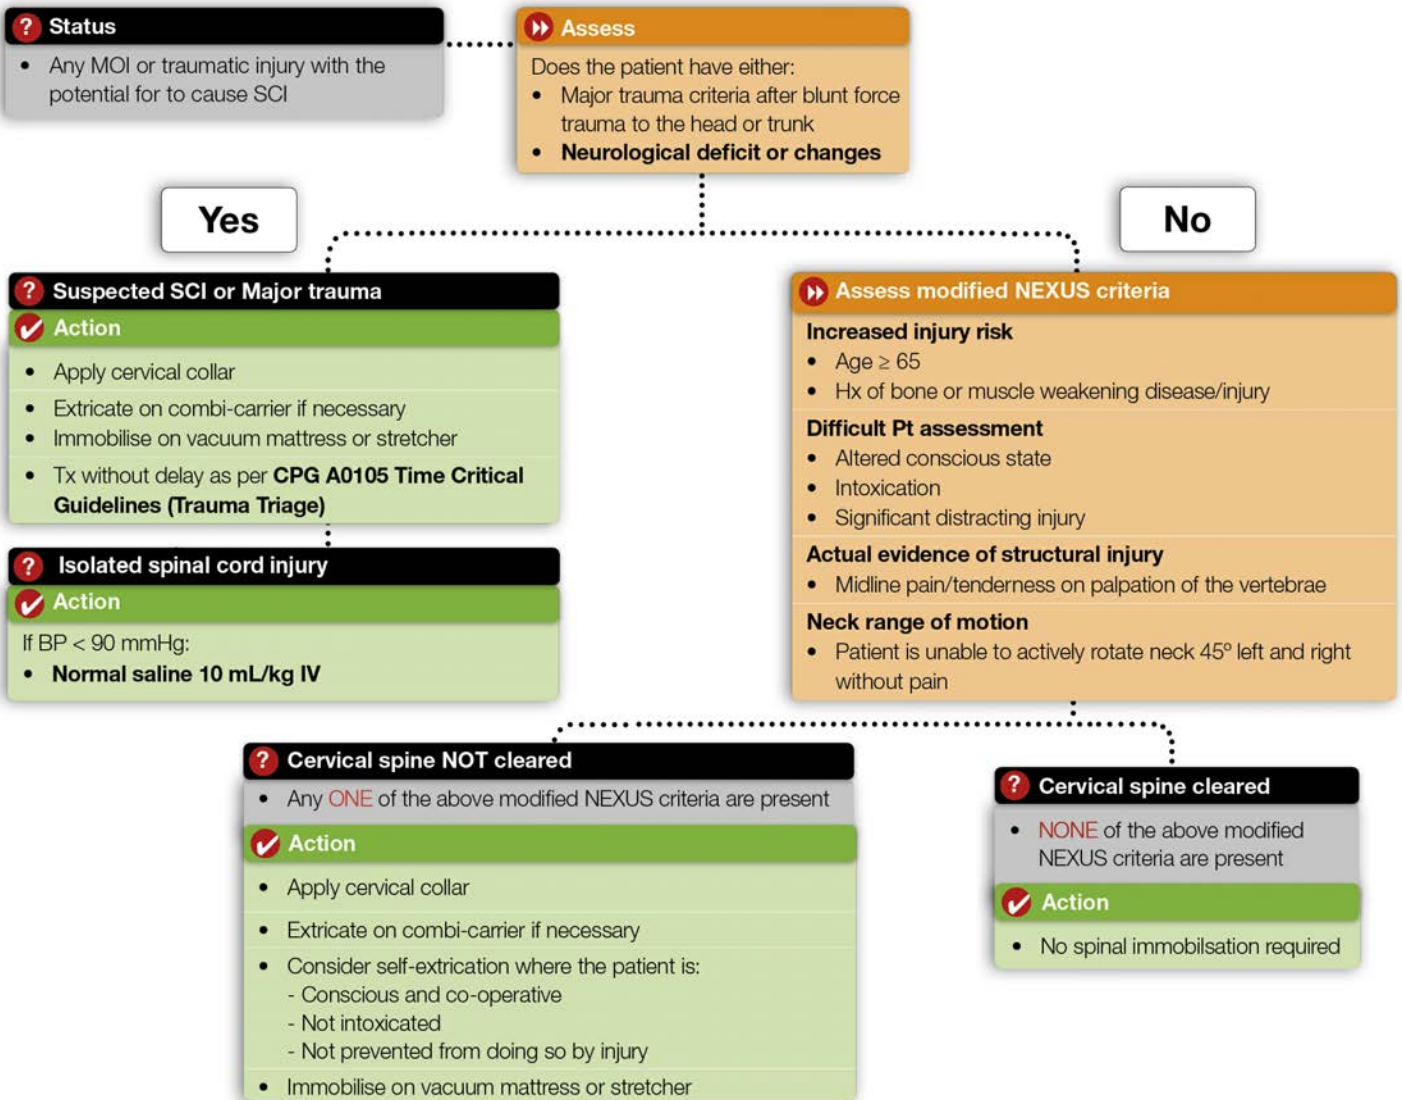 Status
• Any MOI or traumatic injury with the
potential for to cause SCI
Assess
Does the patient have either:
• Major trauma criteria after blunt force
trauma to the head or trunk
• Neurological deficit or changes
Yes
No
Suspected SCI or Major trauma
Action
• Apply cervical collar
• Extricate on combi-carrier if necessary
• Immobilise on vacuum mattress or stretcher
• Tx without delay as per CPG A0105 Time Critical
Guidelines (Trauma Triage)
Isolated spinal cord injury
Action
If BP < 90 mmHg:
• Normal saline 10 mL/kg IV
Assess modified NEXUS criteria
Increased injury risk
• Age ≥ 65
• Hx of bone or muscle weakening disease/injury
Difficult Pt assessment
• Altered conscious state
• Intoxication
• Significant distracting injury
Actual evidence of structural injury
• Midline pain/tenderness on palpation of the vertebrae
Neck range of motion
• Patient is unable to actively rotate neck 45º left and right
without pain
Cervical spine NOT cleared
• Any ONE of the above modified NEXUS criteria are present
Action
• Apply cervical collar
• Extricate on combi-carrier if necessary
• Consider self-extrication where the patient is:
- Conscious and co-operative
- Not intoxicated
- Not prevented from doing so by injury
• Immobilise on vacuum mattress or stretcher
Cervical spine cleared
• NONE of the above modified
NEXUS criteria are present
Action
• No spinal immobilsation required